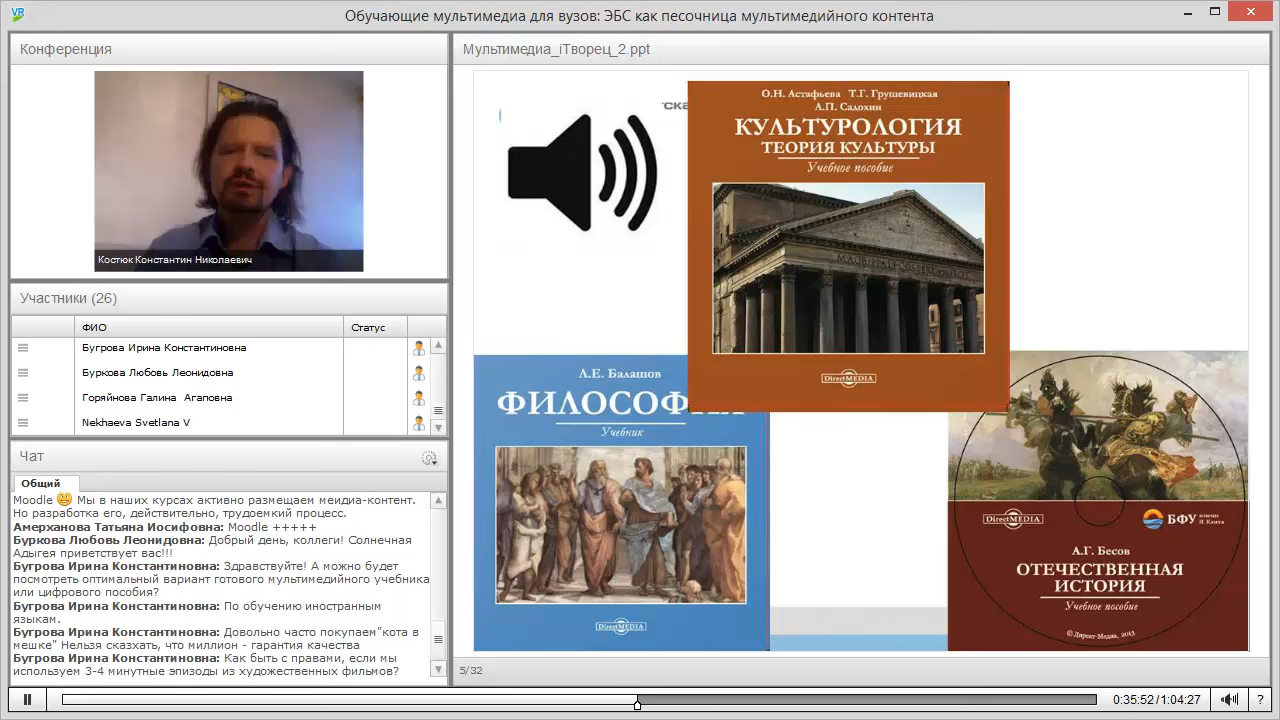 VR
Обучающие мультимедиа для вузов: ЭБС как песочница мультимедийного контента
Конференция
Костюк Константин Николаевич
Участники (26)
ФИО
Статус
Бугрова Ирина Константиновна
Буркова Любовь Леонидовна
Горяйнова Галина Агаповна
Nekhaeva Svetlana V
Чат
Общий
Moodle Мы в наших курсах активно размещаем меидиа-контент.
Но разработка его, действительно, трудоемкий процесс.
Амерханова Татьяна Иосифовна: Moodle +++++
Буркова Любовь Леонидовна: Добрый день, коллеги! Солнечная
Адыгея приветствует вас!!!
Бугрова Ирина Константиновна: Здравствуйте! А можно будет
посмотреть оптимальный вариант готового мультимедийного учебника
или цифрового пособия?
Бугрова Ирина Константиновна: По обучению иностранным
языкам.
Бугрова Ирина Константиновна: Довольно часто покупаем"кота в
мешке" Нельзя сказхать, что миллион - гарантия качества
Бугрова Ирина Константиновна: Как быть с правами, если мы
используем 3-4 минутные эпизоды из художественных фильмов?
Мультимедиа_iТворец_2.ppt
О.Н. Астафьева Т.Г. Грушевицкая
А.П. Садохин
КУЛЬТУРОЛОГИЯ
ТЕОРИЯ КУЛЬТУРЫ
Учебное пособие
DirectMEDIA
Л.Е. Балашов
ФИЛОСОФИЯ
Учебник
DirectMEDIA
DirectMEDIA
БФУ имени И. Канта
А.Г. Бесов
ОТЕЧЕСТВЕННАЯ
ИСТОРИЯ
Учебное пособие
© Директ-Медиа, 2013
5/32
0:35:52/1:04:27
?